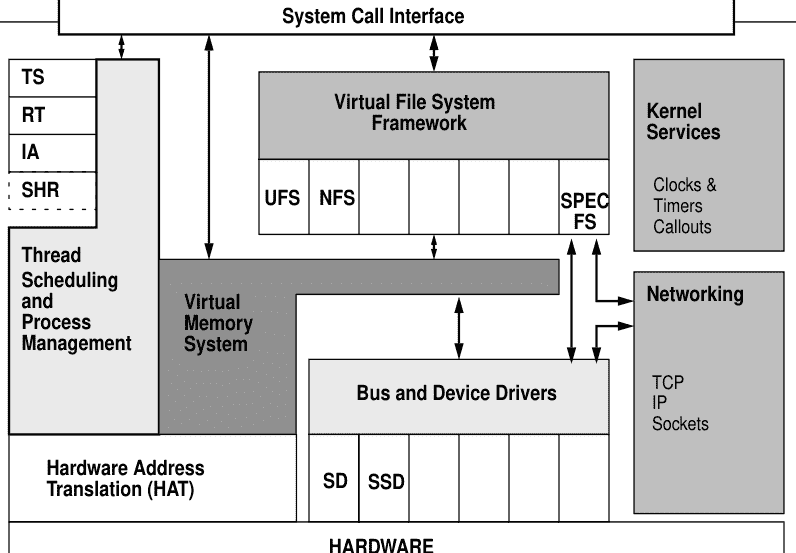 System Call Interface
TS
RT
IA
SHR
Thread
Scheduling
and
Process
Management
Virtual File System
Framework
UFS
NFS
SPEC
FS
Kernel
Services
Clocks &
Timers
Callouts
Virtual
Memory
System
Networking
TCP
IP
Sockets
Bus and Device Drivers
SD
SSD
Hardware Address
Translation (HAT)
HARDWARE